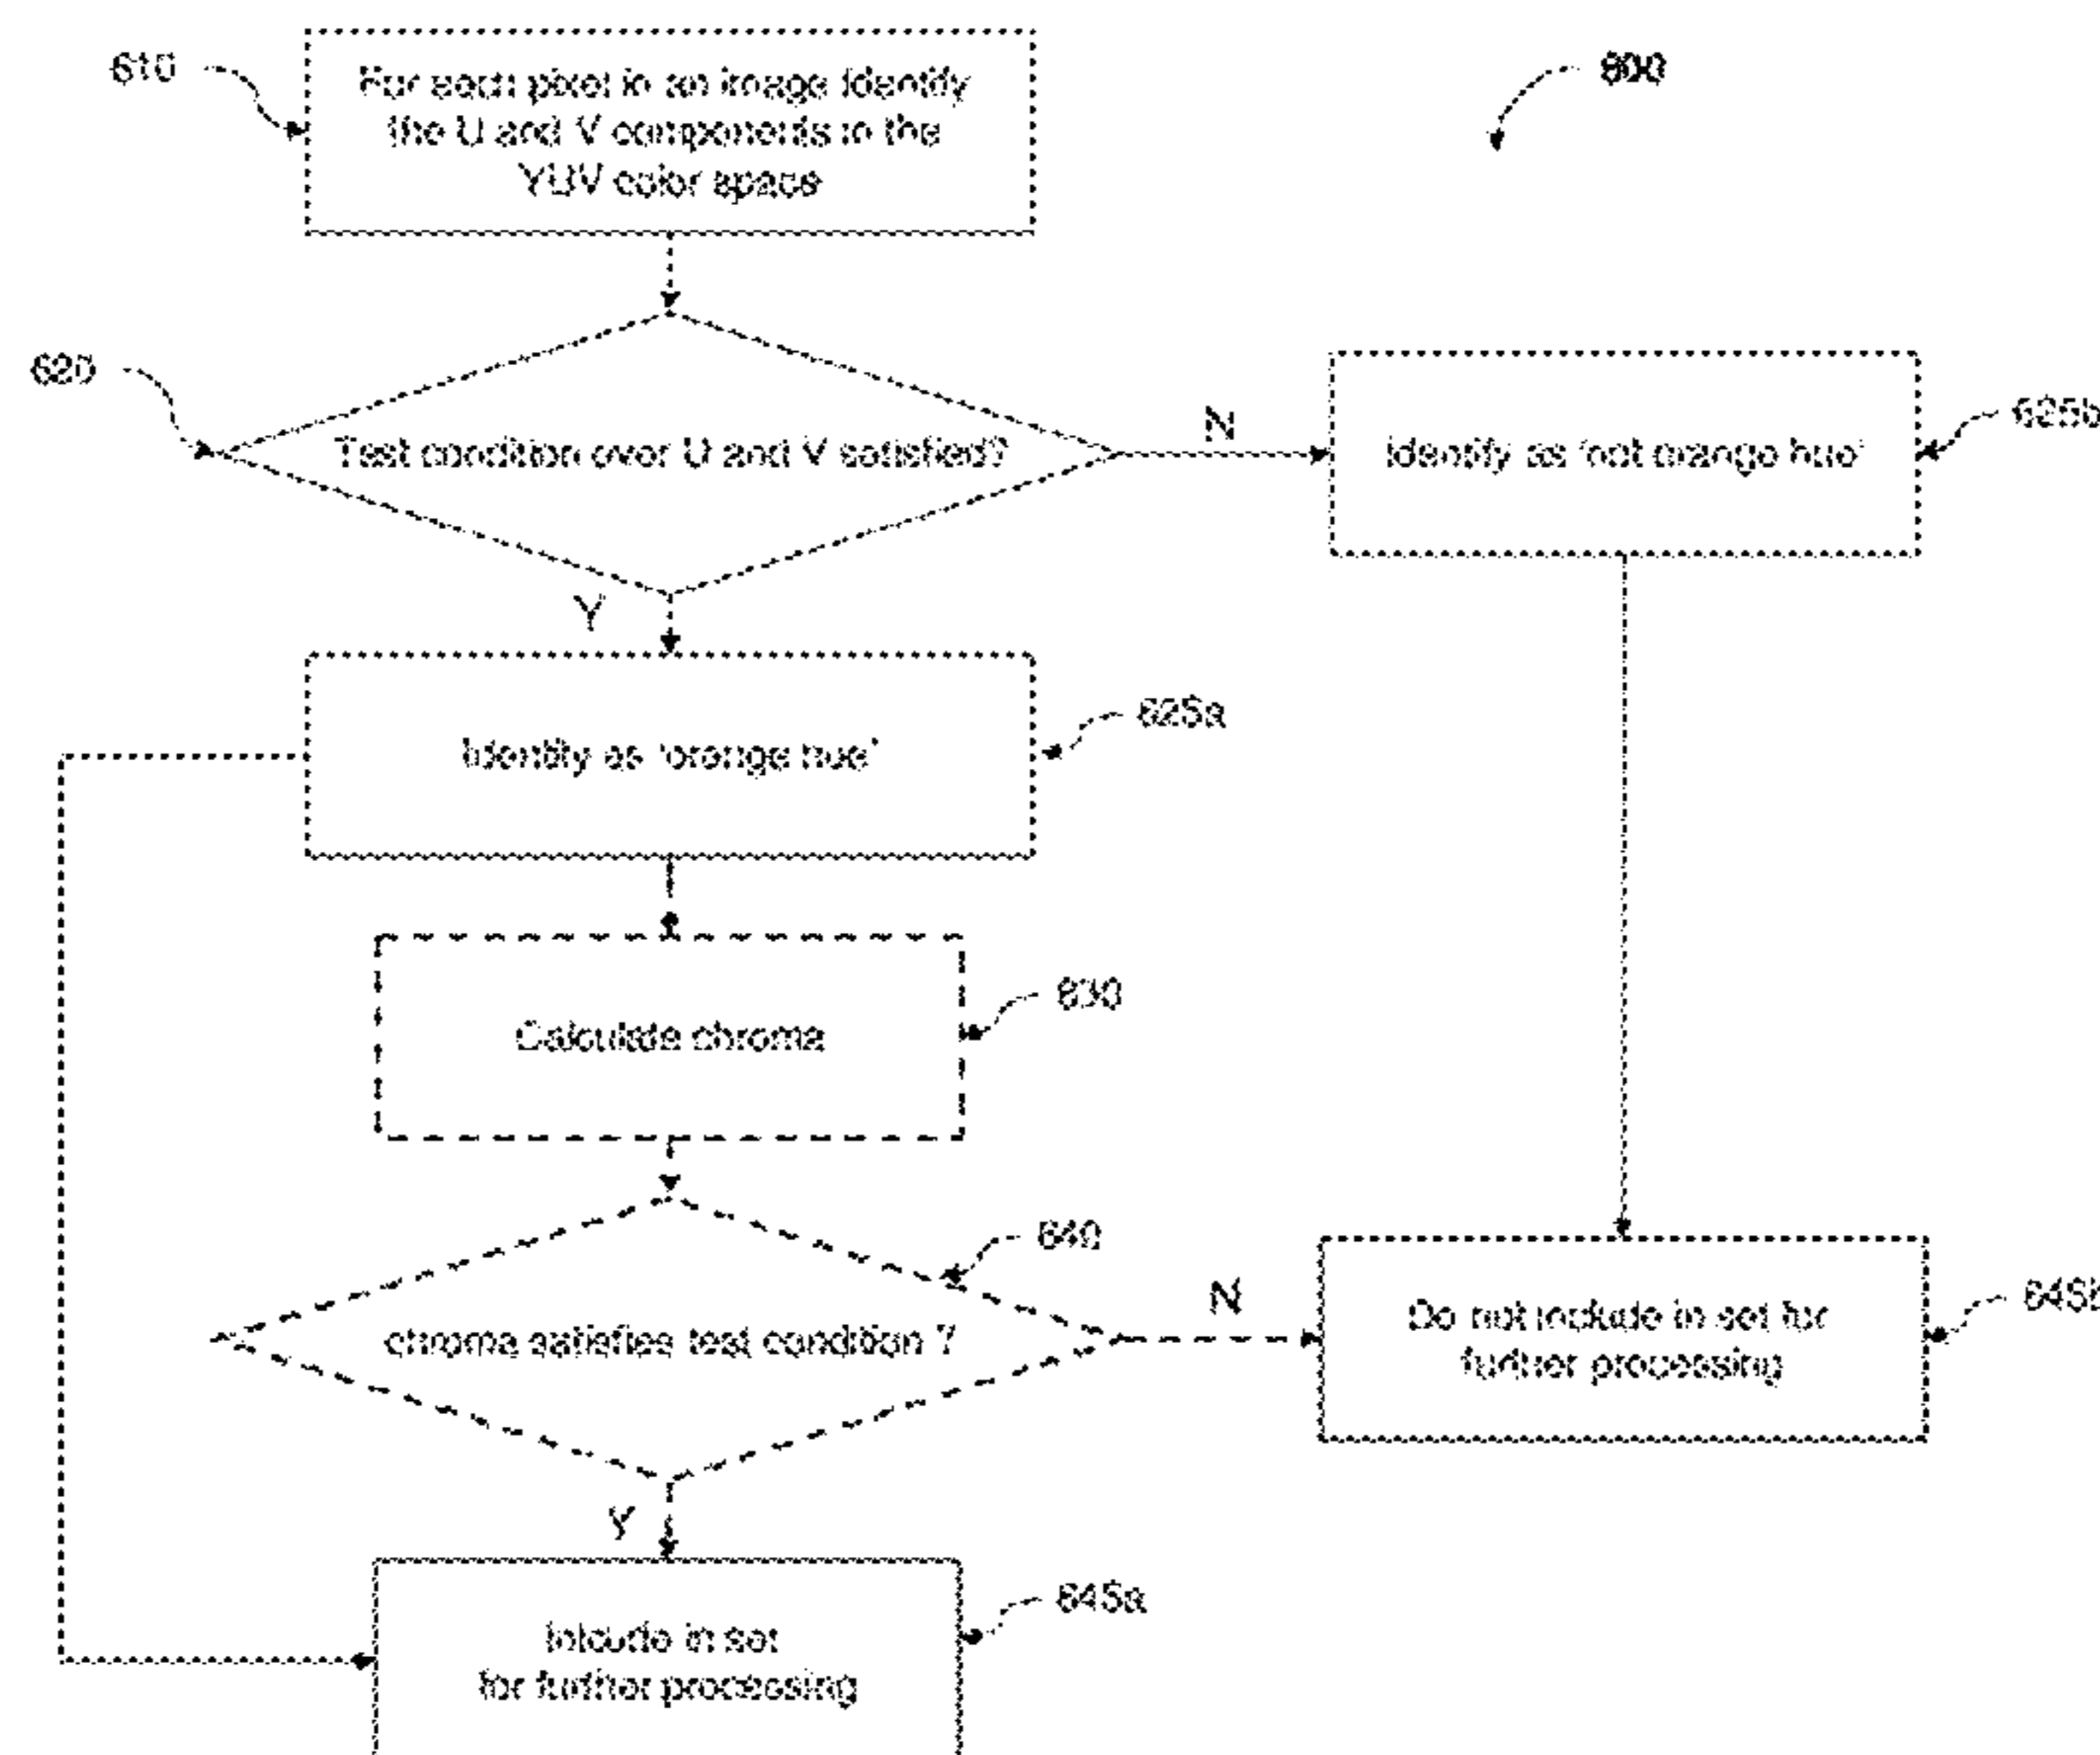 610
600
For each pixel in an image identify
the U and V components in the
YUV color space
620
Test condition over U and V satisfied?
N
Identify as 'not orange hue'
625b
Y
Identify as 'orange hue'
625a
Calculate chroma
630
640
chroma satisfies test condition ?
N
Do not include in set for
further processing
645b
Y
in set
for further processing
645a